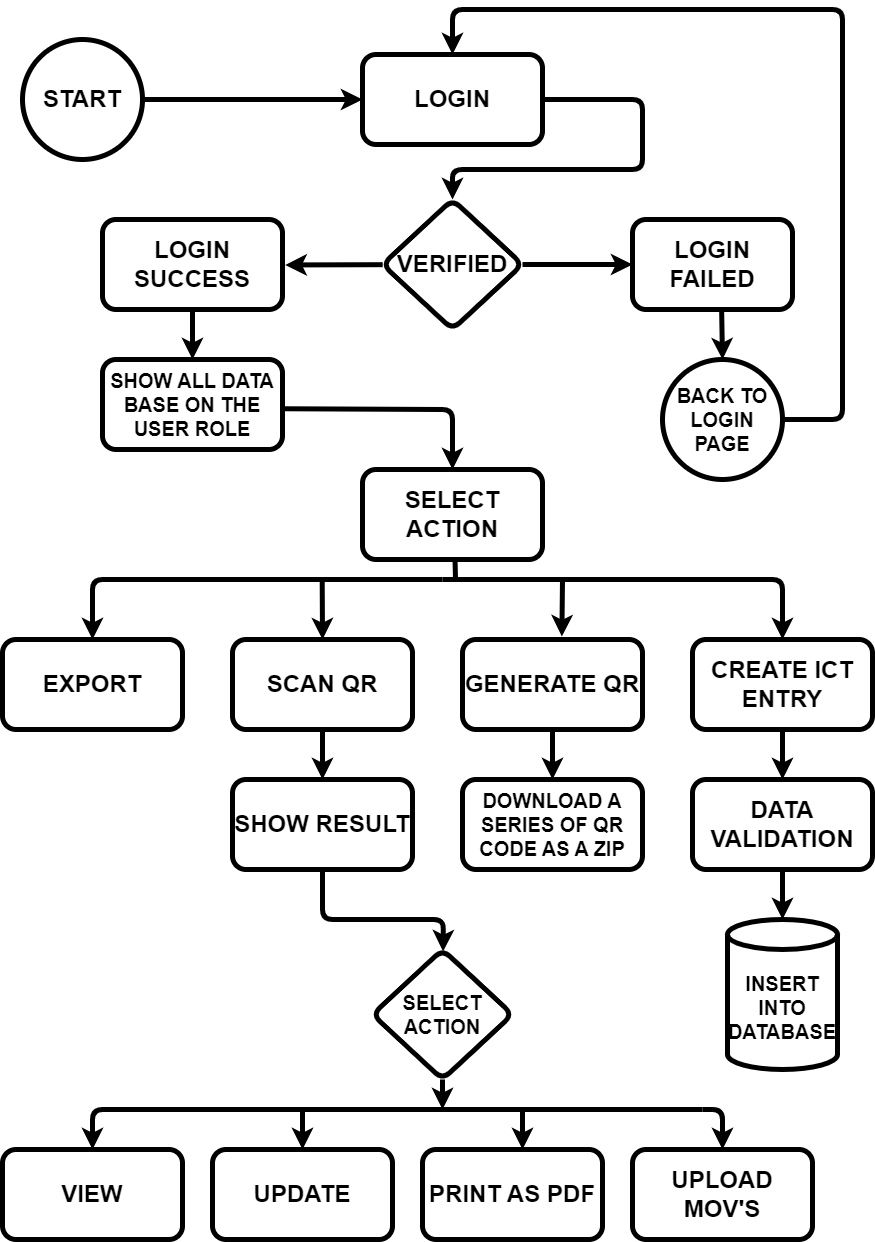 START
LOGIN
LOGIN
SUCCESS
VERIFIED
LOGIN
FAILED
SHOW ALL DATA
BASE ON THE
USER ROLE
BACK TO
LOGIN
PAGE
SELECT
ACTION
EXPORT
SCAN QR
GENERATE QR
CREATE ICT
ENTRY
SHOW RESULT
DOWNLOAD A
SERIES OF QR
CODE AS A ZIP
DATA
VALIDATION
SELECT
ACTION
INSERT
INTO
DATABASE
VIEW
UPDATE
PRINT AS PDF
UPLOAD
MOV'S